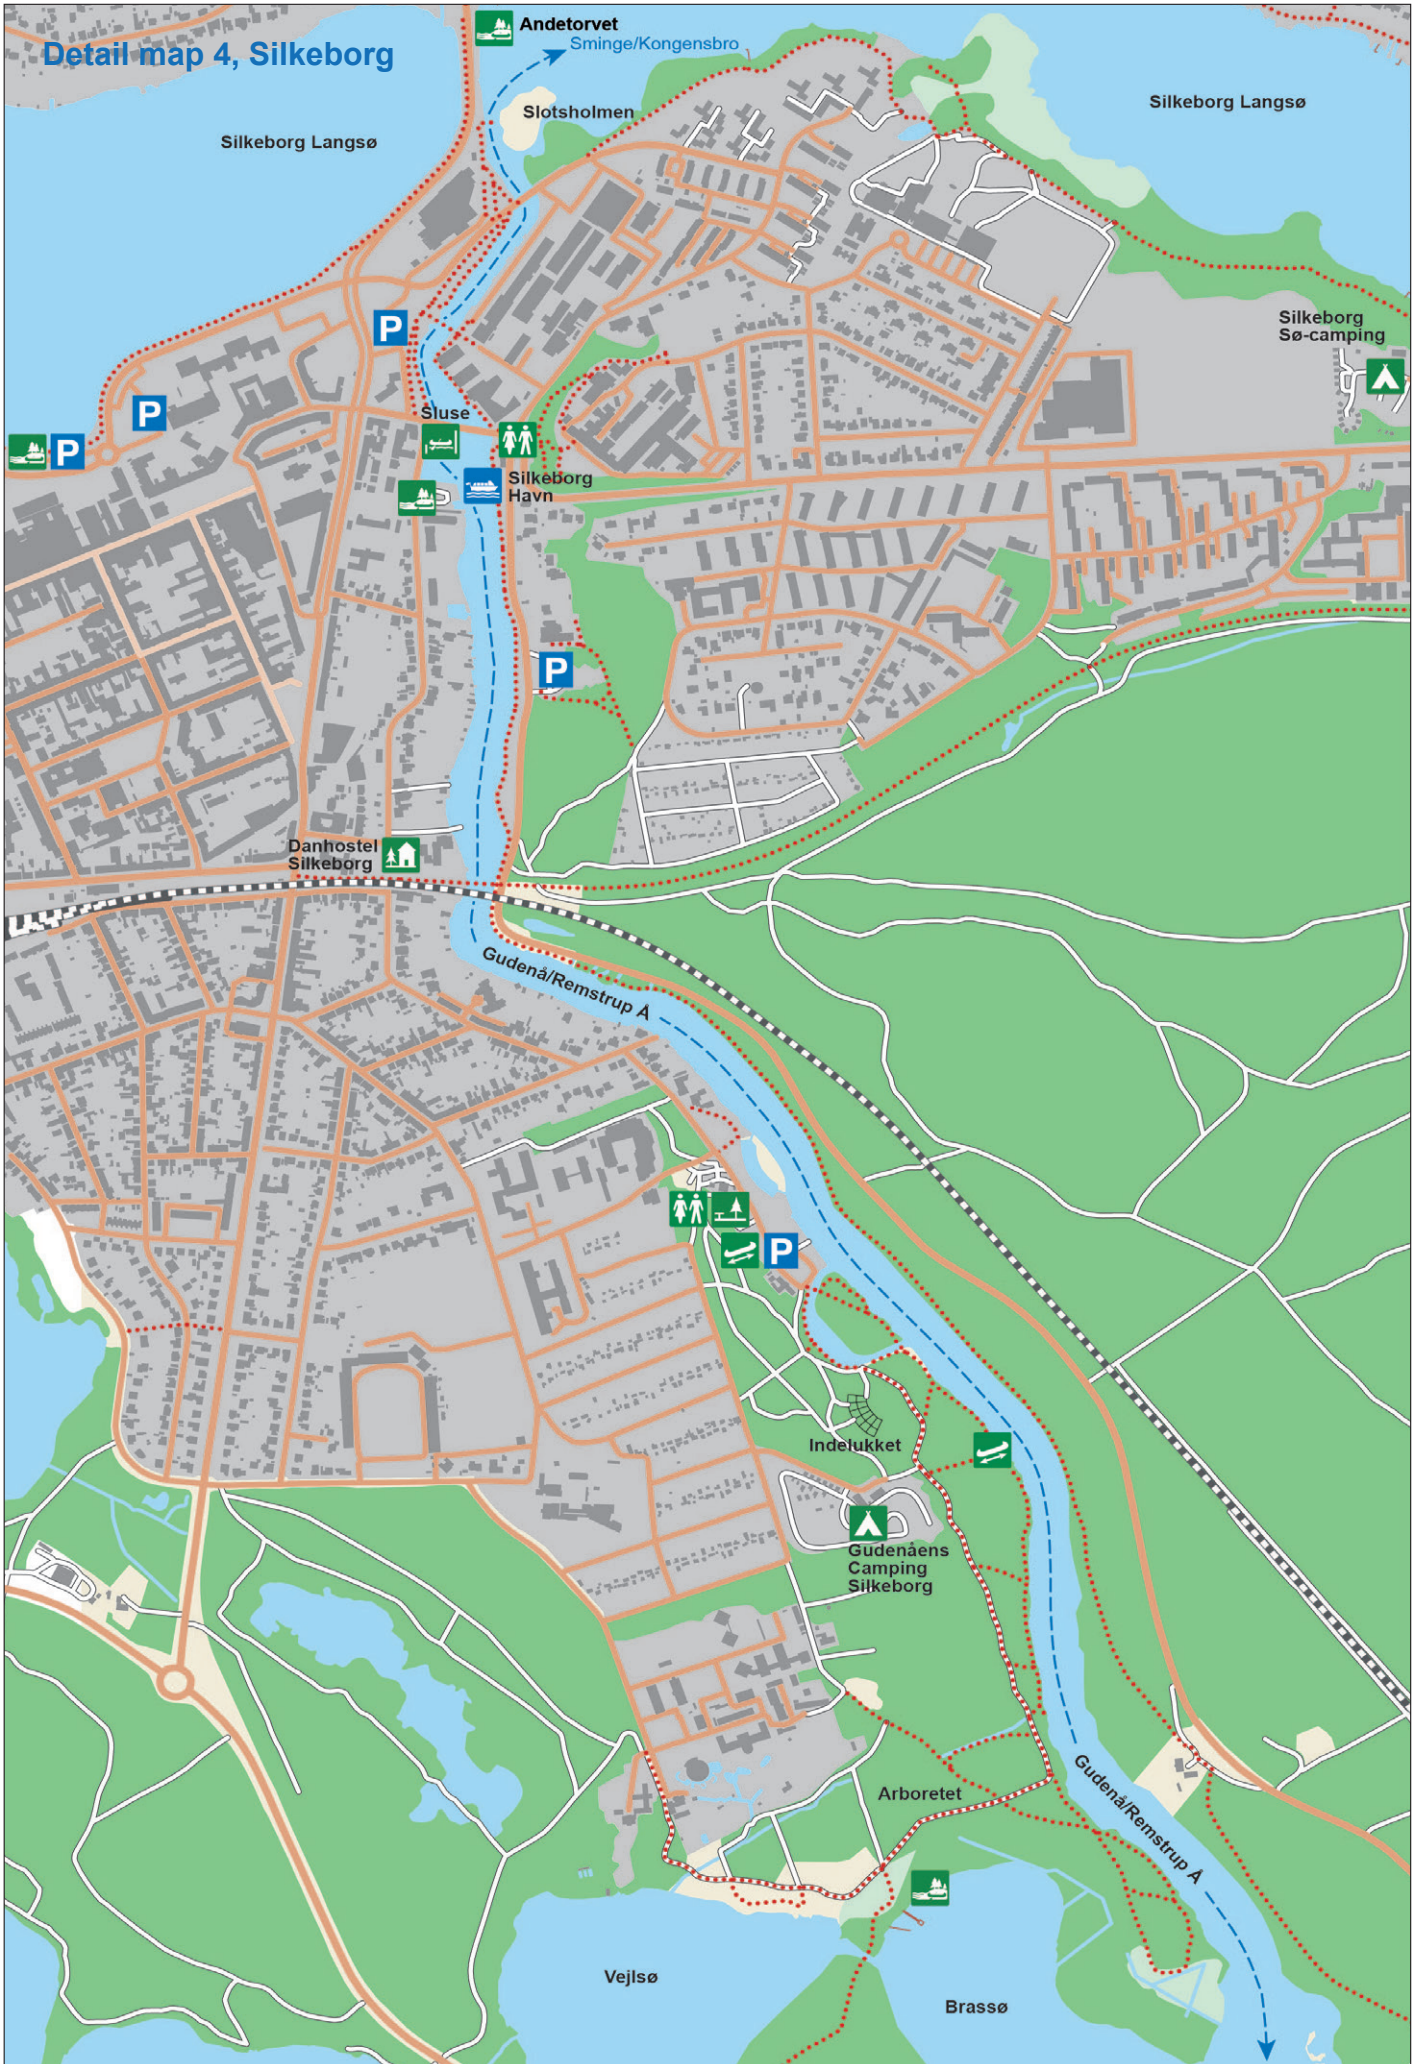 Andetorvet
Sminge/Kongensbro
Detail map 4, Silkeborg
Slotsholmen
Silkeborg Langsø
Silkeborg Langsø
P
Silkeborg
Sø-camping
P
P
Sluse
Silkeborg
Havn
P
Danhostel
Silkeborg
Gudenå/Remstrup Å
P
Indelukket
Gudenåens
Camping
Silkeborg
Gudenå/Remstrup Å
Arboretet
Vejlsø
Brassø